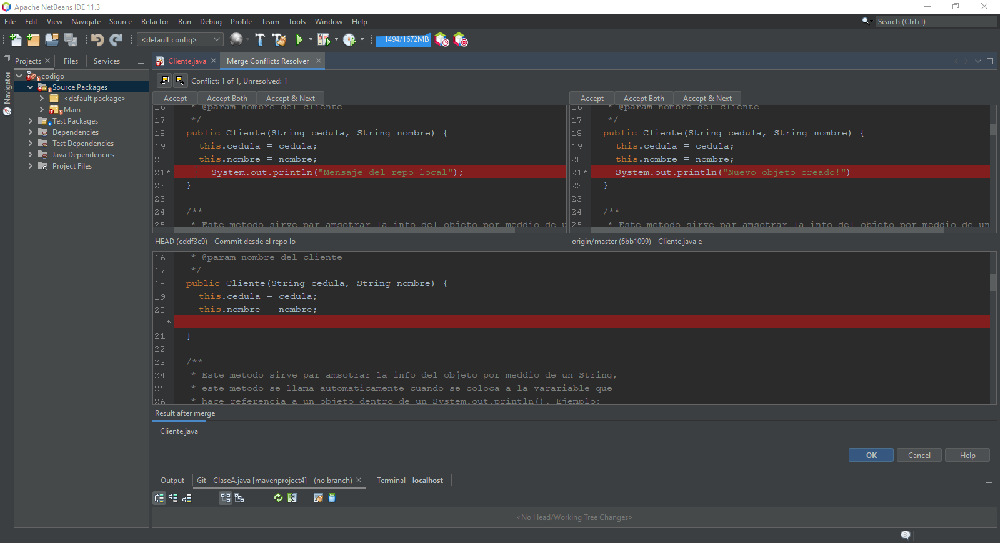 Apache NetBeans IDE 11.3
File Edit View Navigate Source Refactor Run Debug Profile Team Tools Window Help
Search (Ctrl+I)
<default config>
1494/1672MB
Projects
Files
Services
Navigator
codigo
Source Packages
<default package>
Main
Test Packages
Dependencies
Test Dependencies
Java Dependencies
Project Files
Cliente.java
Merge Conflicts Resolver
Conflict: 1 of 1, Unresolved: 1
Accept Accept Both Accept & Next
16 * @param nombre del cliente
17 */
18 public Cliente(String cedula, String nombre) {
19 this.cedula = cedula;
20 this.nombre = nombre;
21* System.out.println("Mensaje del repo local");
22 }
23
24 /**
25 * Este metodo sirve par amsotrar la info del objeto por meddio de u
HEAD (cddf3e9) - Commit desde el repo lo
Accept Accept Both Accept & Next
16 * @param nombre del cliente
17 */
18 public Cliente(String cedula, String nombre) {
19 this.cedula = cedula;
20 this.nombre = nombre;
21* System.out.println("Nuevo objeto creado!")
22 }
23
24 /**
25 * Este metodo sirve par amsotrar la info del objeto por meddio de un
origin/master (6bb1099) - Cliente.java e
16 * @param nombre del cliente
17 */
18 public Cliente(String cedula, String nombre) {
19 this.cedula = cedula;
20 this.nombre = nombre;
*
21 }
22
23 /**
24 * Este metodo sirve par amsotrar la info del objeto por meddio de un String,
25 * este metodo se llama automaticamente cuando se coloca a la varariable que
26 * hace referencia a un objeto dentro de un System.out.println(). Ejemplo:
Result after merge
Cliente.java
OK Cancel Help
Output
Git - ClaseA.java [mavenproject4] - (no branch)
Terminal - localhost
<No Head/Working Tree Changes>
3